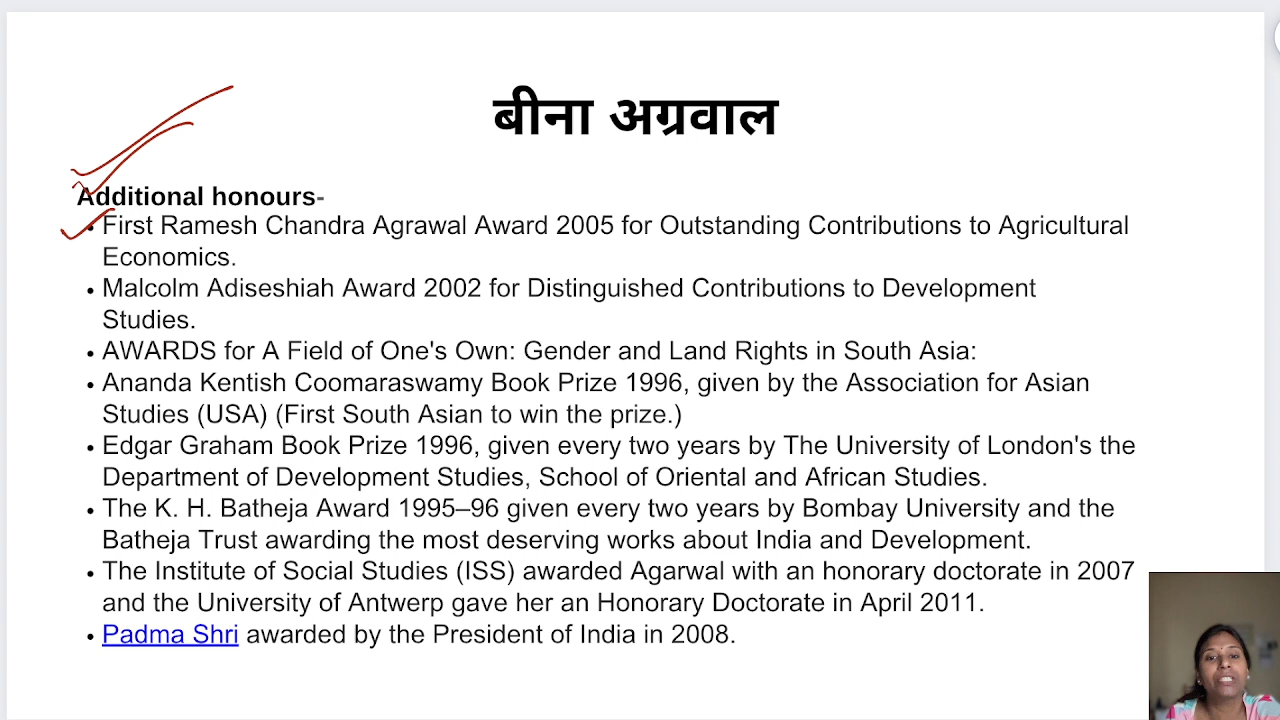 बीना अग्रवाल
Additional honours-
• First Ramesh Chandra Agrawal Award 2005 for Outstanding Contributions to Agricultural
Economics.
• Malcolm Adiseshiah Award 2002 for Distinguished Contributions to Development
Studies.
• AWARDS for A Field of One's Own: Gender and Land Rights in South Asia:
• Ananda Kentish Coomaraswamy Book Prize 1996, given by the Association for Asian
Studies (USA) (First South Asian to win the prize.)
• Edgar Graham Book Prize 1996, given every two years by The University of London's the
Department of Development Studies, School of Oriental and African Studies.
• The K. H. Batheja Award 1995–96 given every two years by Bombay University and the
Batheja Trust awarding the most deserving works about India and Development.
• The Institute of Social Studies (ISS) awarded Agarwal with an honorary doctorate in 2007
and the University of Antwerp gave her an Honorary Doctorate in April 2011.
• Padma Shri awarded by the President of India in 2008.